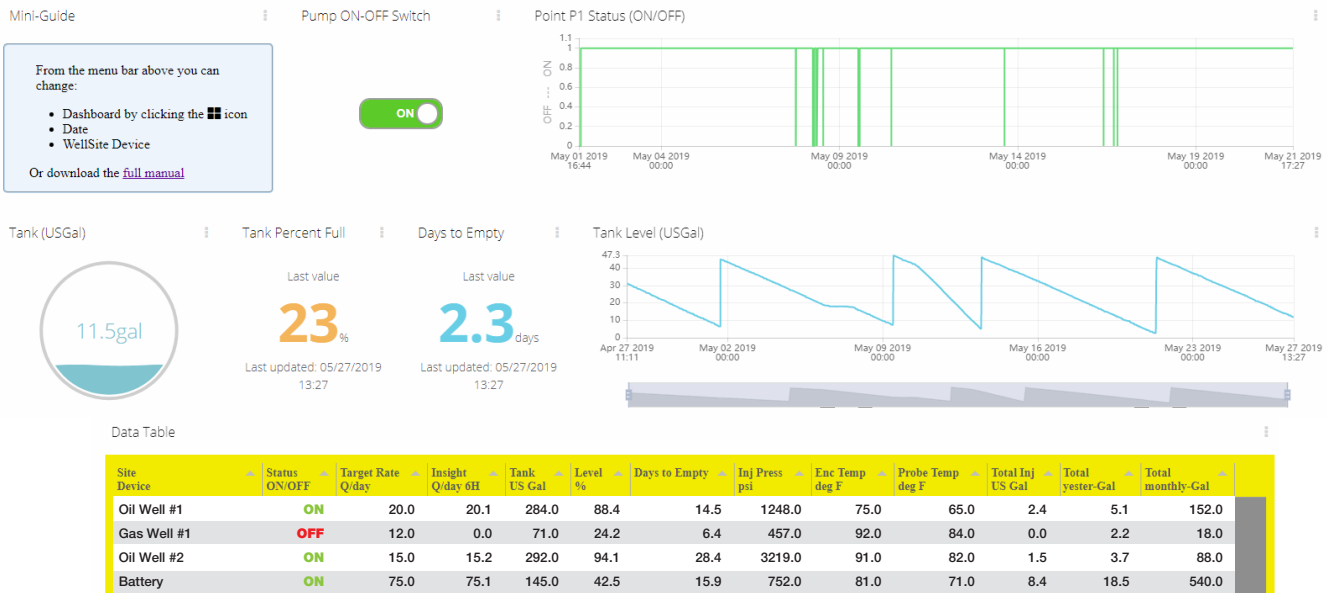 Mini-Guide
Pump ON-OFF Switch
Point P1 Status (ON/OFF)
From the menu bar above you can
change:
• Dashboard by clicking the icon
• Date
• WellSite Device
Or download the full manual
ON
OFF --- ON
1.1
1
0.8
0.6
0.4
0.2
0
May 01 2019 May 04 2019 May 09 2019 May 14 2019 May 19 2019 May 21 2019
16:44 00:00 00:00 00:00 00:00 17:27
Tank (USGal)
Tank Percent Full
Days to Empty
Tank Level (USGal)
11.5gal
Last value
23%
Last updated: 05/27/2019
13:27
Last value
2.3days
Last updated: 05/27/2019
13:27
47.3
40
30
20
10
0
Apr 27 2019 May 02 2019 May 09 2019 May 16 2019 May 23 2019 May 27 2019
11:11 00:00 00:00 00:00 00:00 13:27
Data Table
Site Status Target Rate Insight Tank Level Days to Empty Inj Press Enc Temp Probe Temp Total Inj Total Total
Device ON/OFF Q/day Q/day 6H US Gal % psi deg F deg F US Gal yester-Gal monthly-Gal
Oil Well #1 ON 20.0 20.1 284.0 88.4 14.5 1248.0 75.0 65.0 2.4 5.1 152.0
Gas Well #1 OFF 12.0 0.0 71.0 24.2 6.4 457.0 92.0 84.0 0.0 2.2 18.0
Oil Well #2 ON 15.0 15.2 292.0 94.1 28.4 3219.0 91.0 82.0 1.5 3.7 88.0
Battery ON 75.0 75.1 145.0 42.5 15.9 752.0 81.0 71.0 8.4 18.5 540.0